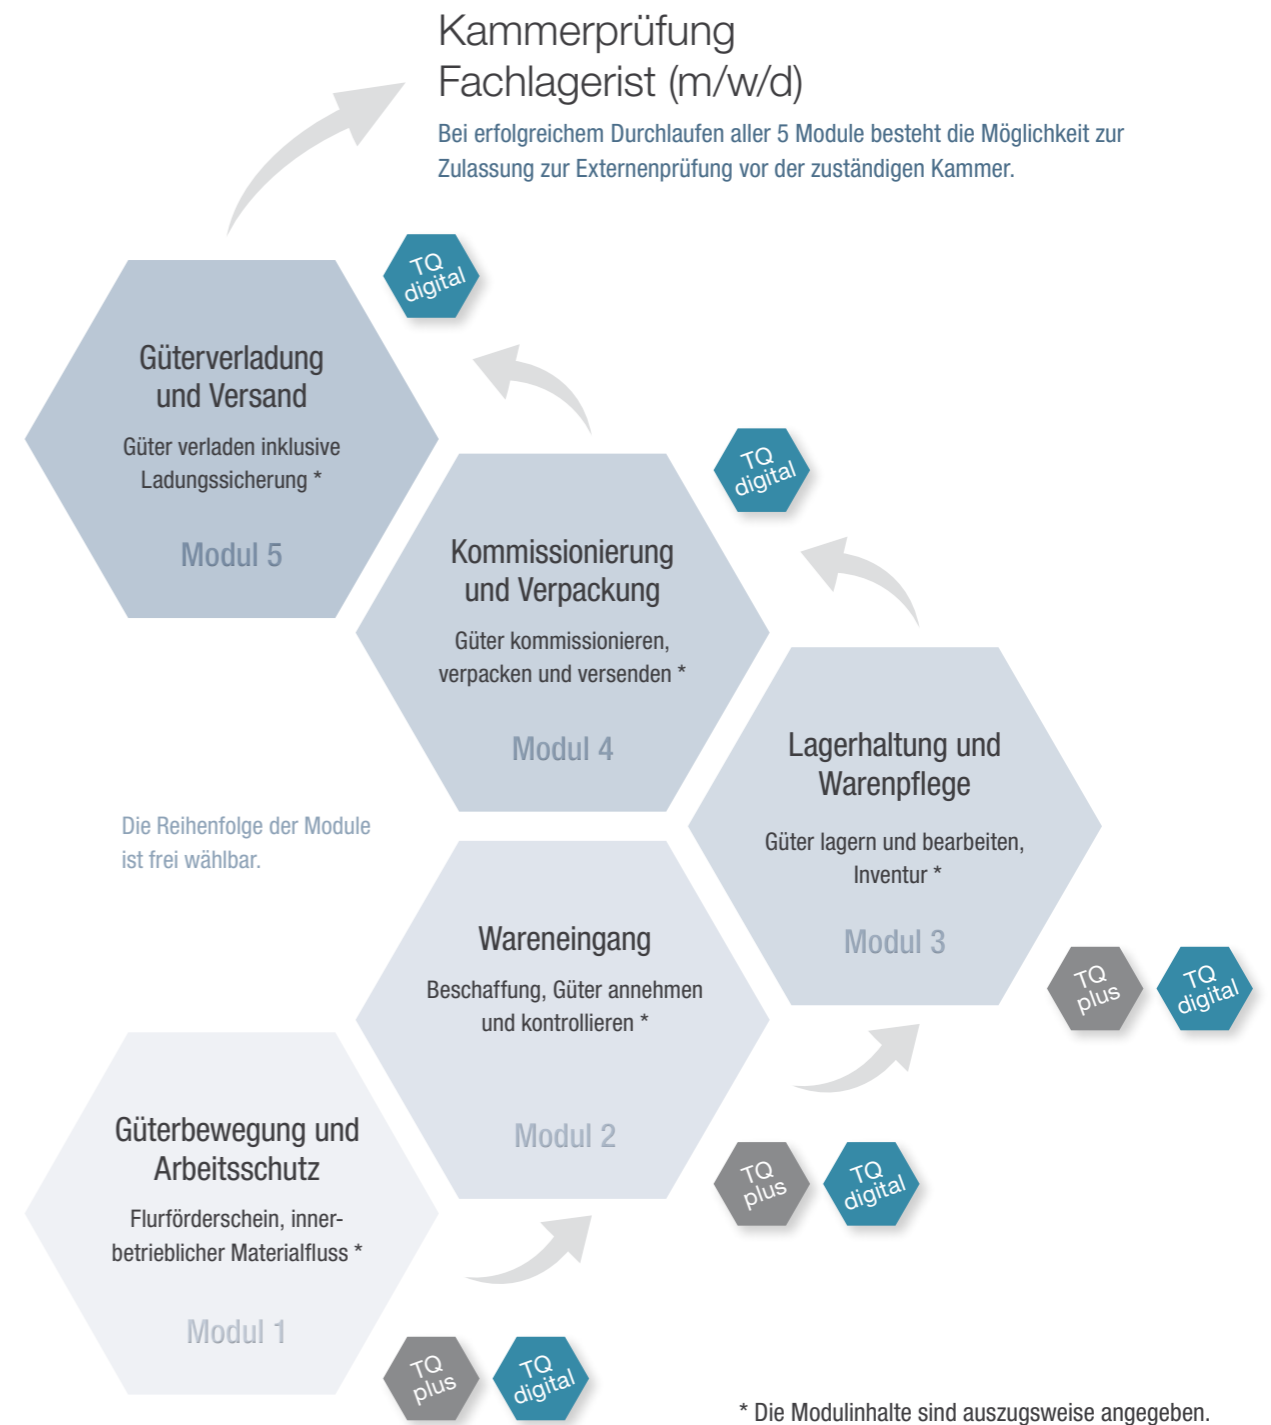 Kammerprüfung
Fachlagerist (m/w/d)
Bei erfolgreichem Durchlaufen aller 5 Module besteht die Möglichkeit zur
Zulassung zur Externenprüfung vor der zuständigen Kammer.
TQ
digital
Güterverladung
und Versand
Güter verladen inklusive
Ladungssicherung *
Modul 5
TQ
digital
Kommissionierung
und Verpackung
Güter kommissionieren,
verpacken und versenden *
Modul 4
Lagerhaltung und
Warenpflege
Güter lagern und bearbeiten,
Inventur *
Modul 3
TQ
plus
TQ
digital
Die Reihenfolge der Module
ist frei wählbar.
Wareneingang
Beschaffung, Güter annehmen
und kontrollieren *
Modul 2
TQ
plus
TQ
digital
Güterbewegung und
Arbeitsschutz
Flurförderschein, inner-
betrieblicher Materialfluss *
Modul 1
TQ
plus
TQ
digital
* Die Modulinhalte sind auszugsweise angegeben.